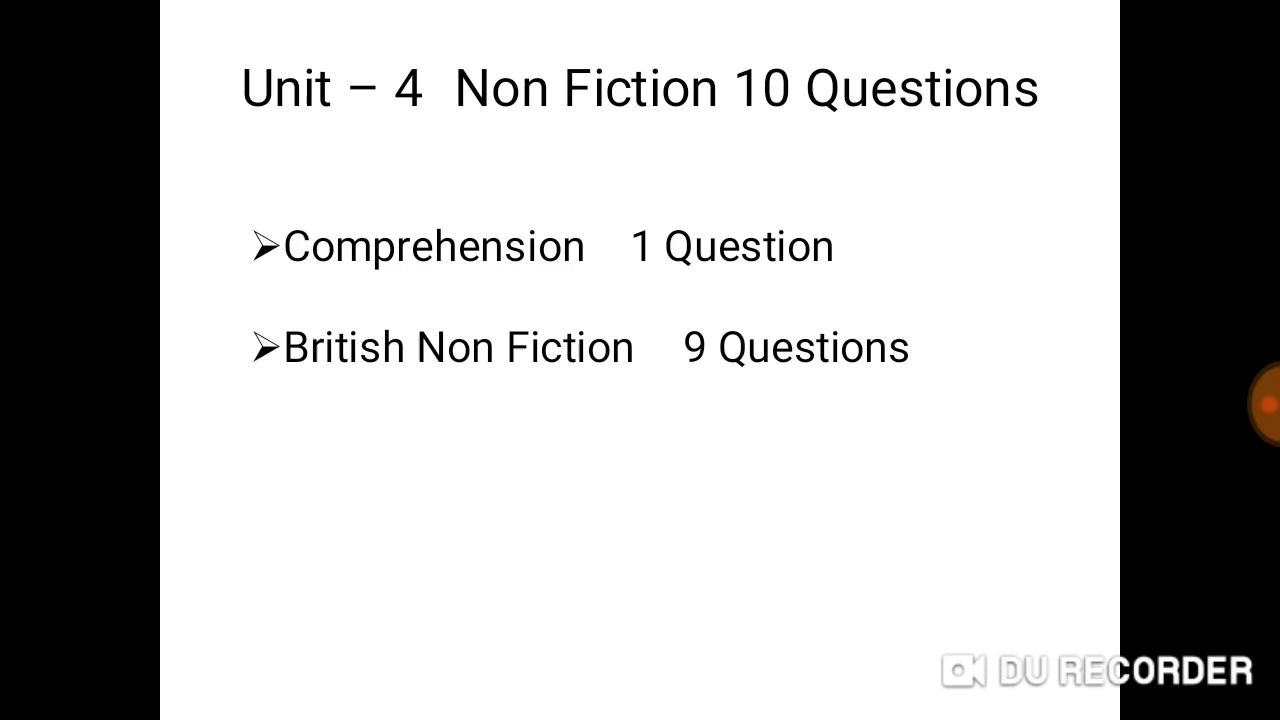 Unit – 4 Non Fiction 10 Questions
➢Comprehension 1 Question
➢British Non Fiction 9 Questions
DU RECORDER